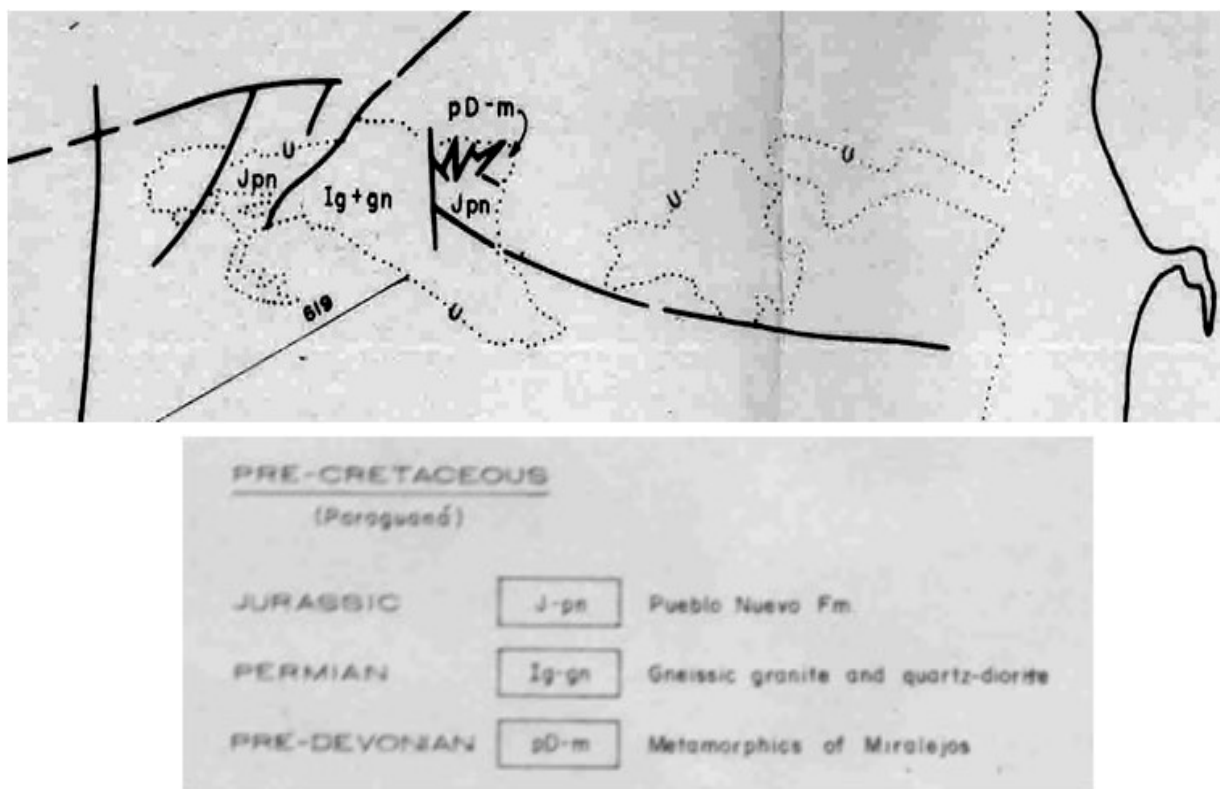 pD-m
U
Jpn
Ig+gn
Jpn
U
U
U
619
PRE-CRETACEOUS
(Paraguaná)
JURASSIC J-pn Pueblo Nuevo Fm.
PERMIAN Ig-gn Gneissic granite and quartz-diorite
PRE-DEVONIAN pD-m Metamorphics of Miralejos